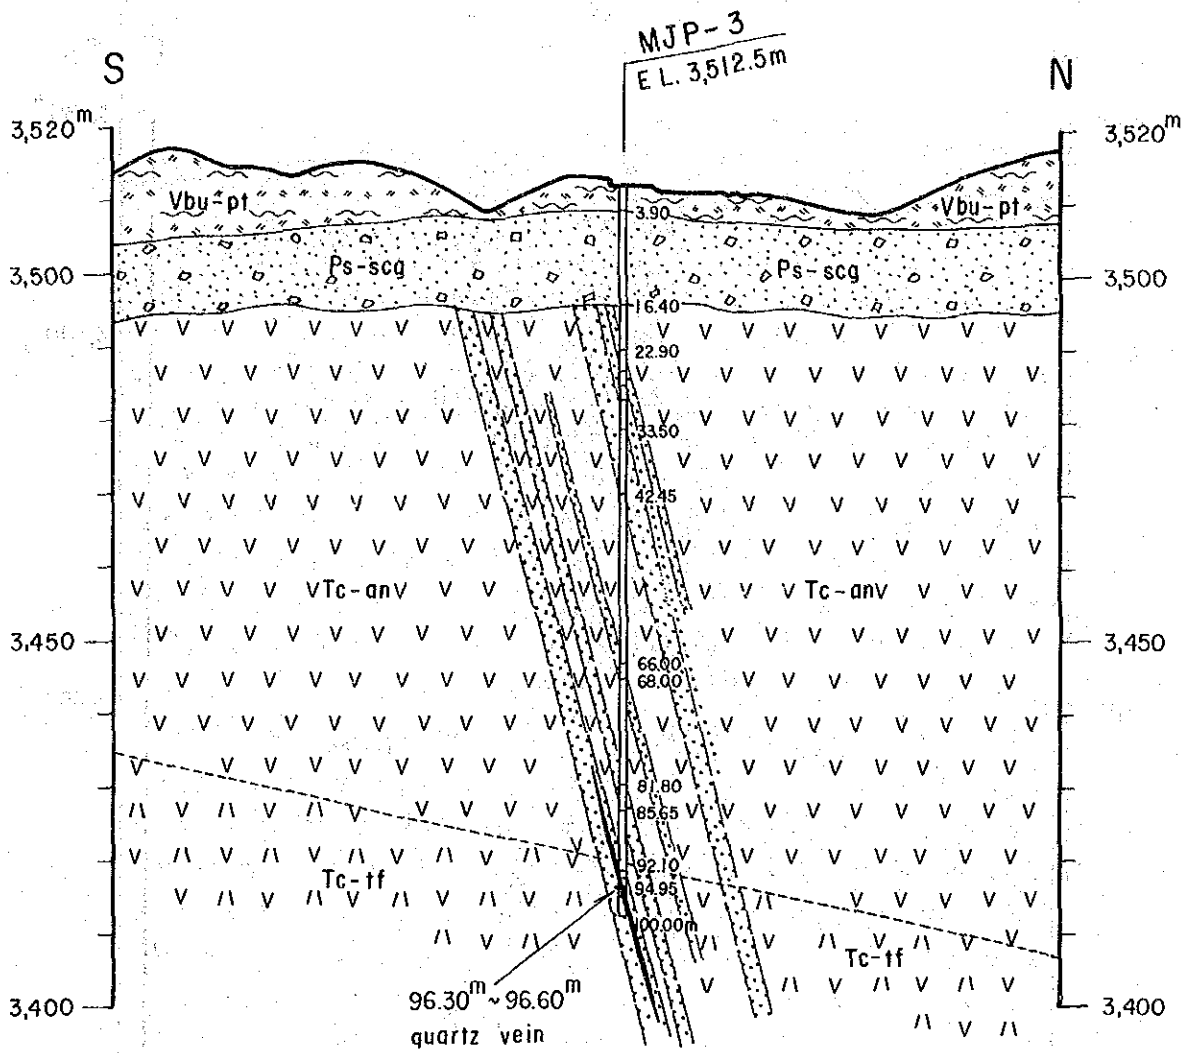 MJP-3
EL. 3,512.5m
S
N
3,520m
3,520m
Vbu-pt
3.90
Vbu-pt
3,500
Ps-scg
Ps-scg
3,500
16.40
22.90
33.50
42.45
Tc-an
Tc-an
3,450
3,450
66.00
68.00
81.80
85.65
92.10
Tc-tf
94.95
100.00m
Tc-tf
96.30m~96.60m
3,400
3,400
quartz vein